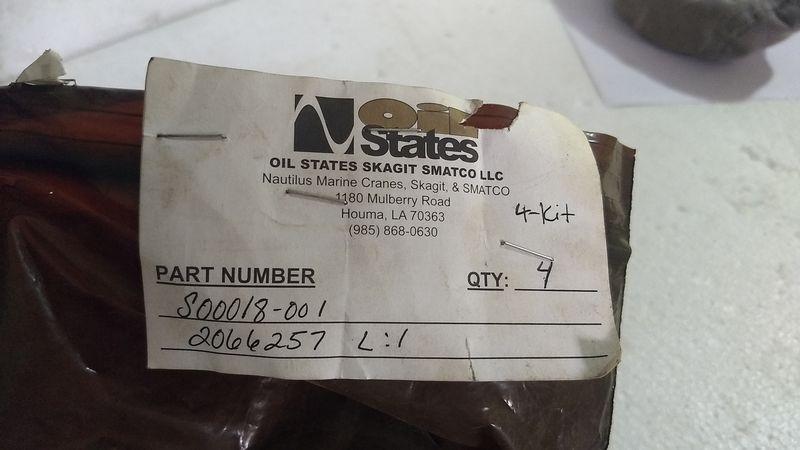 Oil
States
OIL STATES SKAGIT SMATCO LLC
Nautilus Marine Cranes, Skagit, & SMATCO
1180 Mulberry Road
Houma, LA 70363
(985) 868-0630
4-Kit
PART NUMBER QTY: 4
S00018-001
2066257 L:1